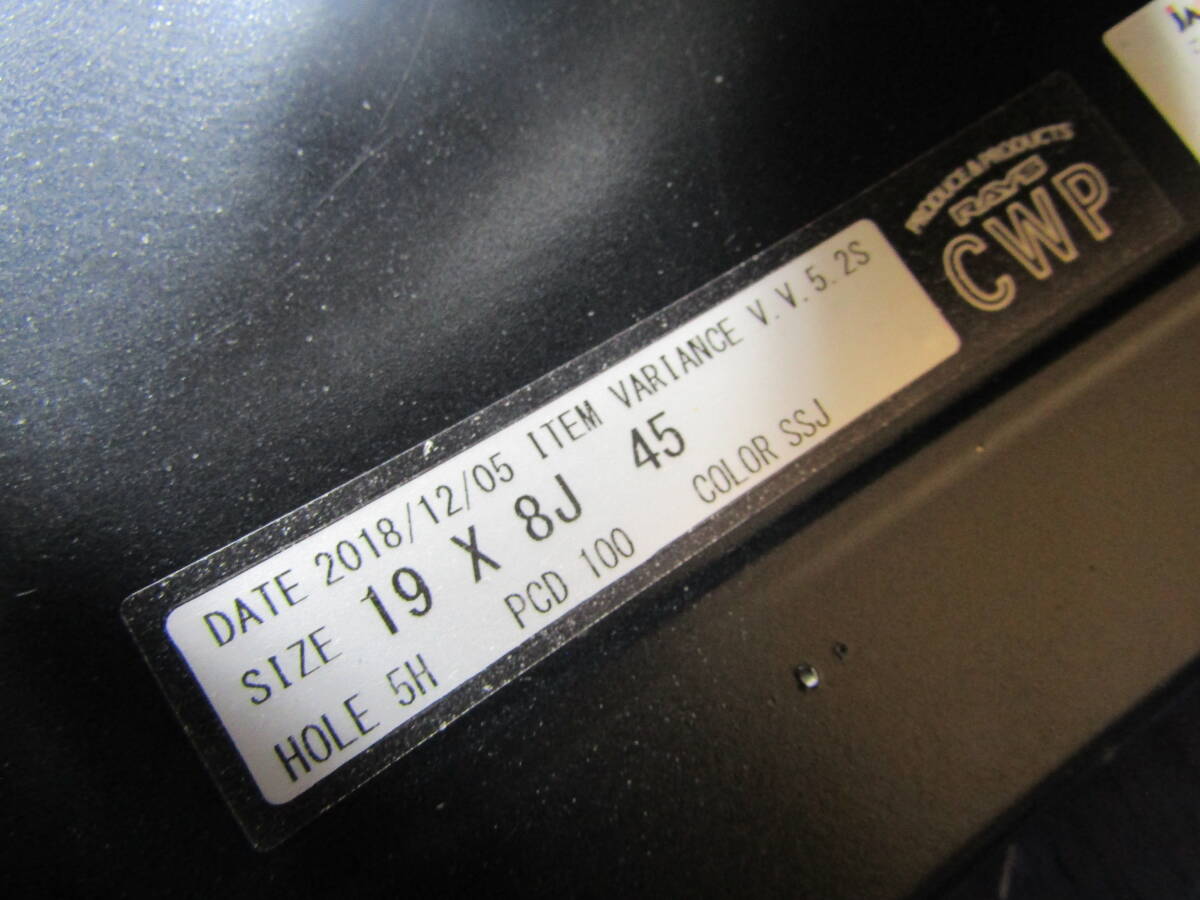 PRODUCE & PRODUCTS
RAYS
CWP
DATE 2018/12/05 ITEM VARIANCE V.V.5.2S
SIZE 19 X 8J 45
HOLE 5H PCD 100 COLOR SSJ